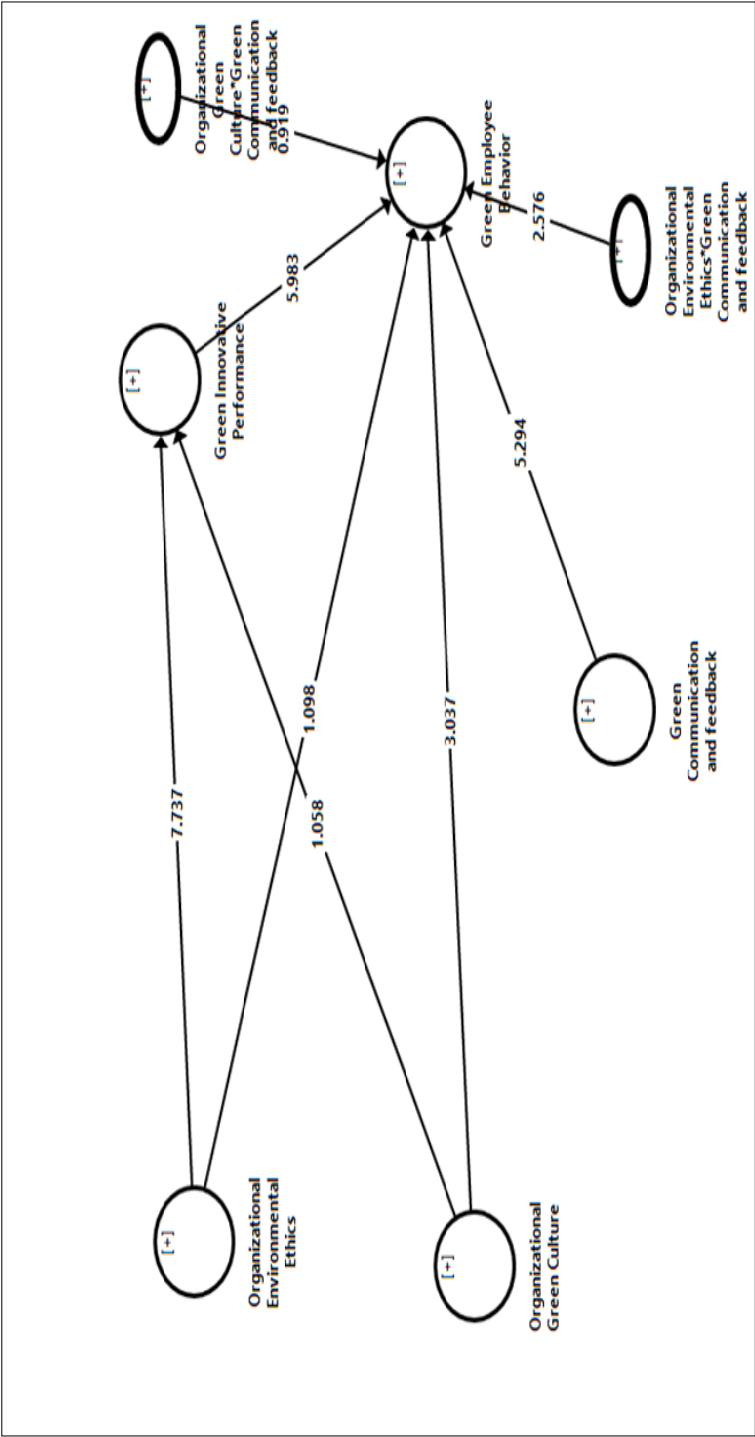 [+]
Organizational
Green
Culture*Green
Communication
and feedback
0.919
[+]
Green Innovative
Performance
5.983
[+]
Organizational
Environmental
Ethics
7.737
1.098
1.058
[+]
Green Employee
Behavior
[+]
Organizational
Green Culture
3.037
5.294
2.576
[+]
Green
Communication
and feedback
[+]
Organizational
Environmental
Ethics*Green
Communication
and feedback